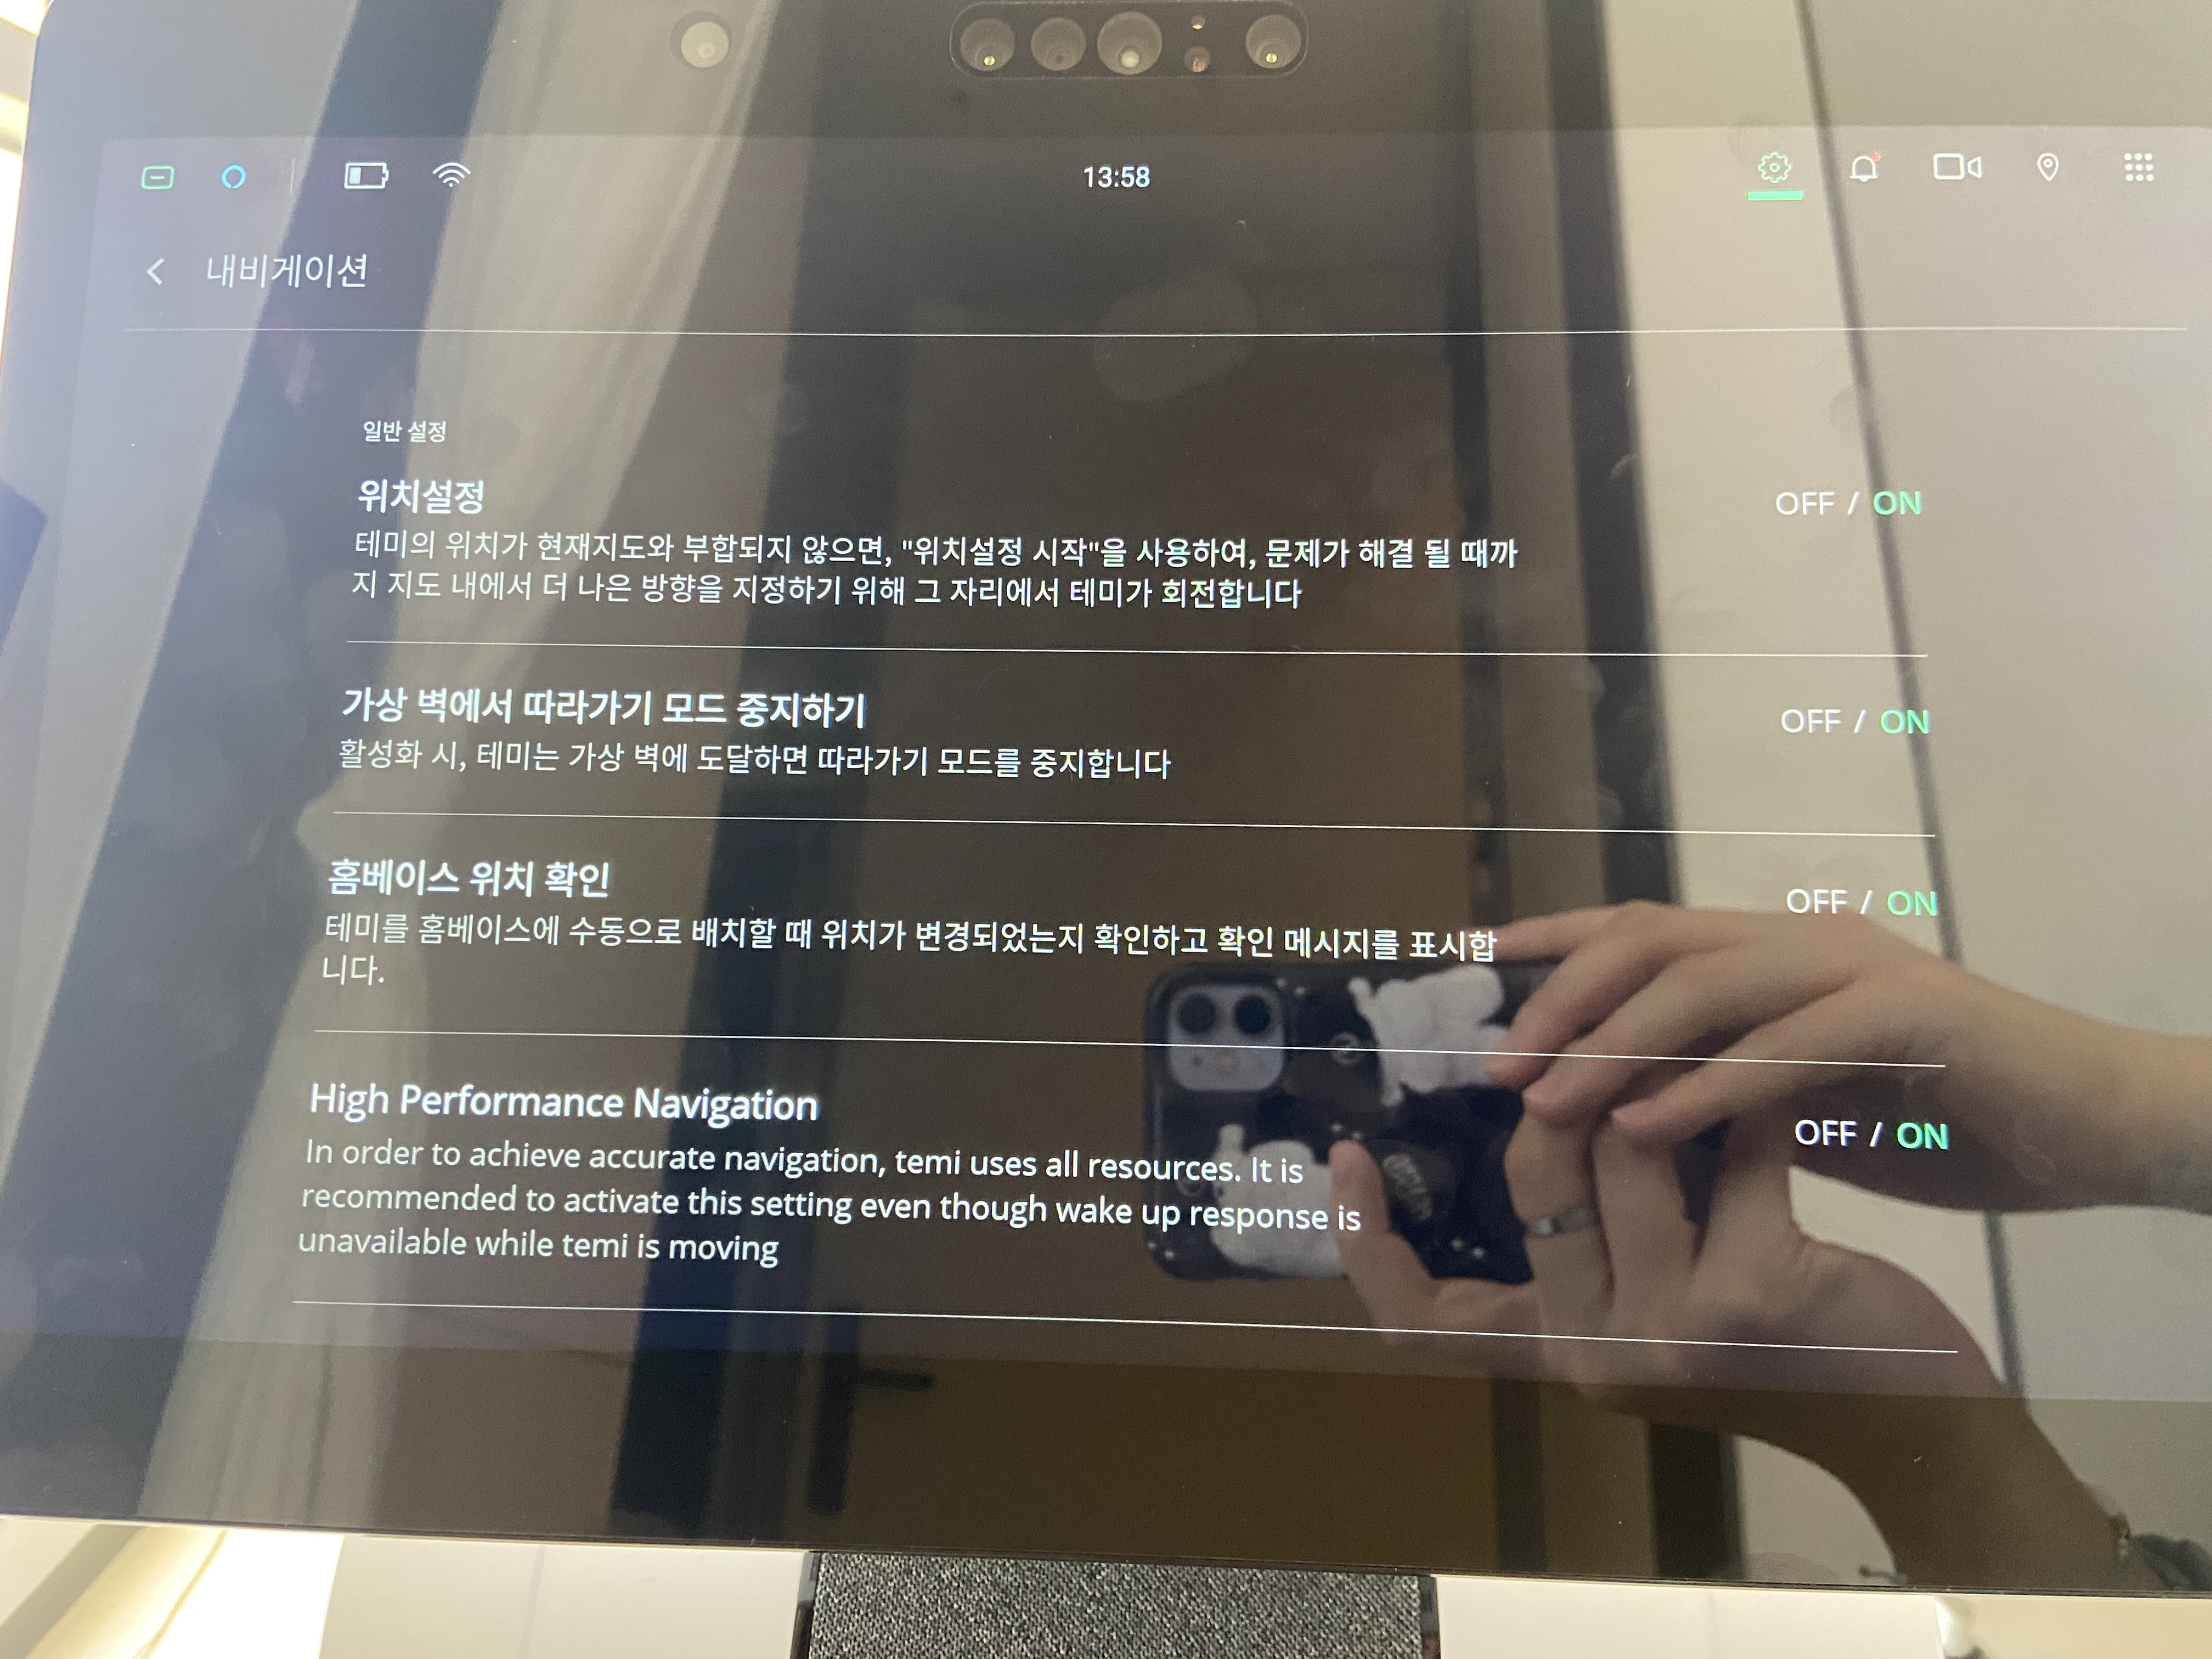 13:58
내비게이션
일반 설정
위치설정
OFF / ON
테미의 위치가 현재지도와 부합되지 않으면, "위치설정 시작"을 사용하여, 문제가 해결 될 때까
지 지도 내에서 더 나은 방향을 지정하기 위해 그 자리에서 테미가 회전합니다
가상 벽에서 따라가기 모드 중지하기
OFF / ON
활성화 시, 테미는 가상 벽에 도달하면 따라가기 모드를 중지합니다
홈베이스 위치 확인
OFF / ON
테미를 홈베이스에 수동으로 배치할 때 위치가 변경되었는지 확인하고 확인 메시지를 표시합
니다.
High Performance Navigation
OFF / ON
In order to achieve accurate navigation, temi uses all resources. It is
recommended to activate this setting even though wake up response is
unavailable while temi is moving